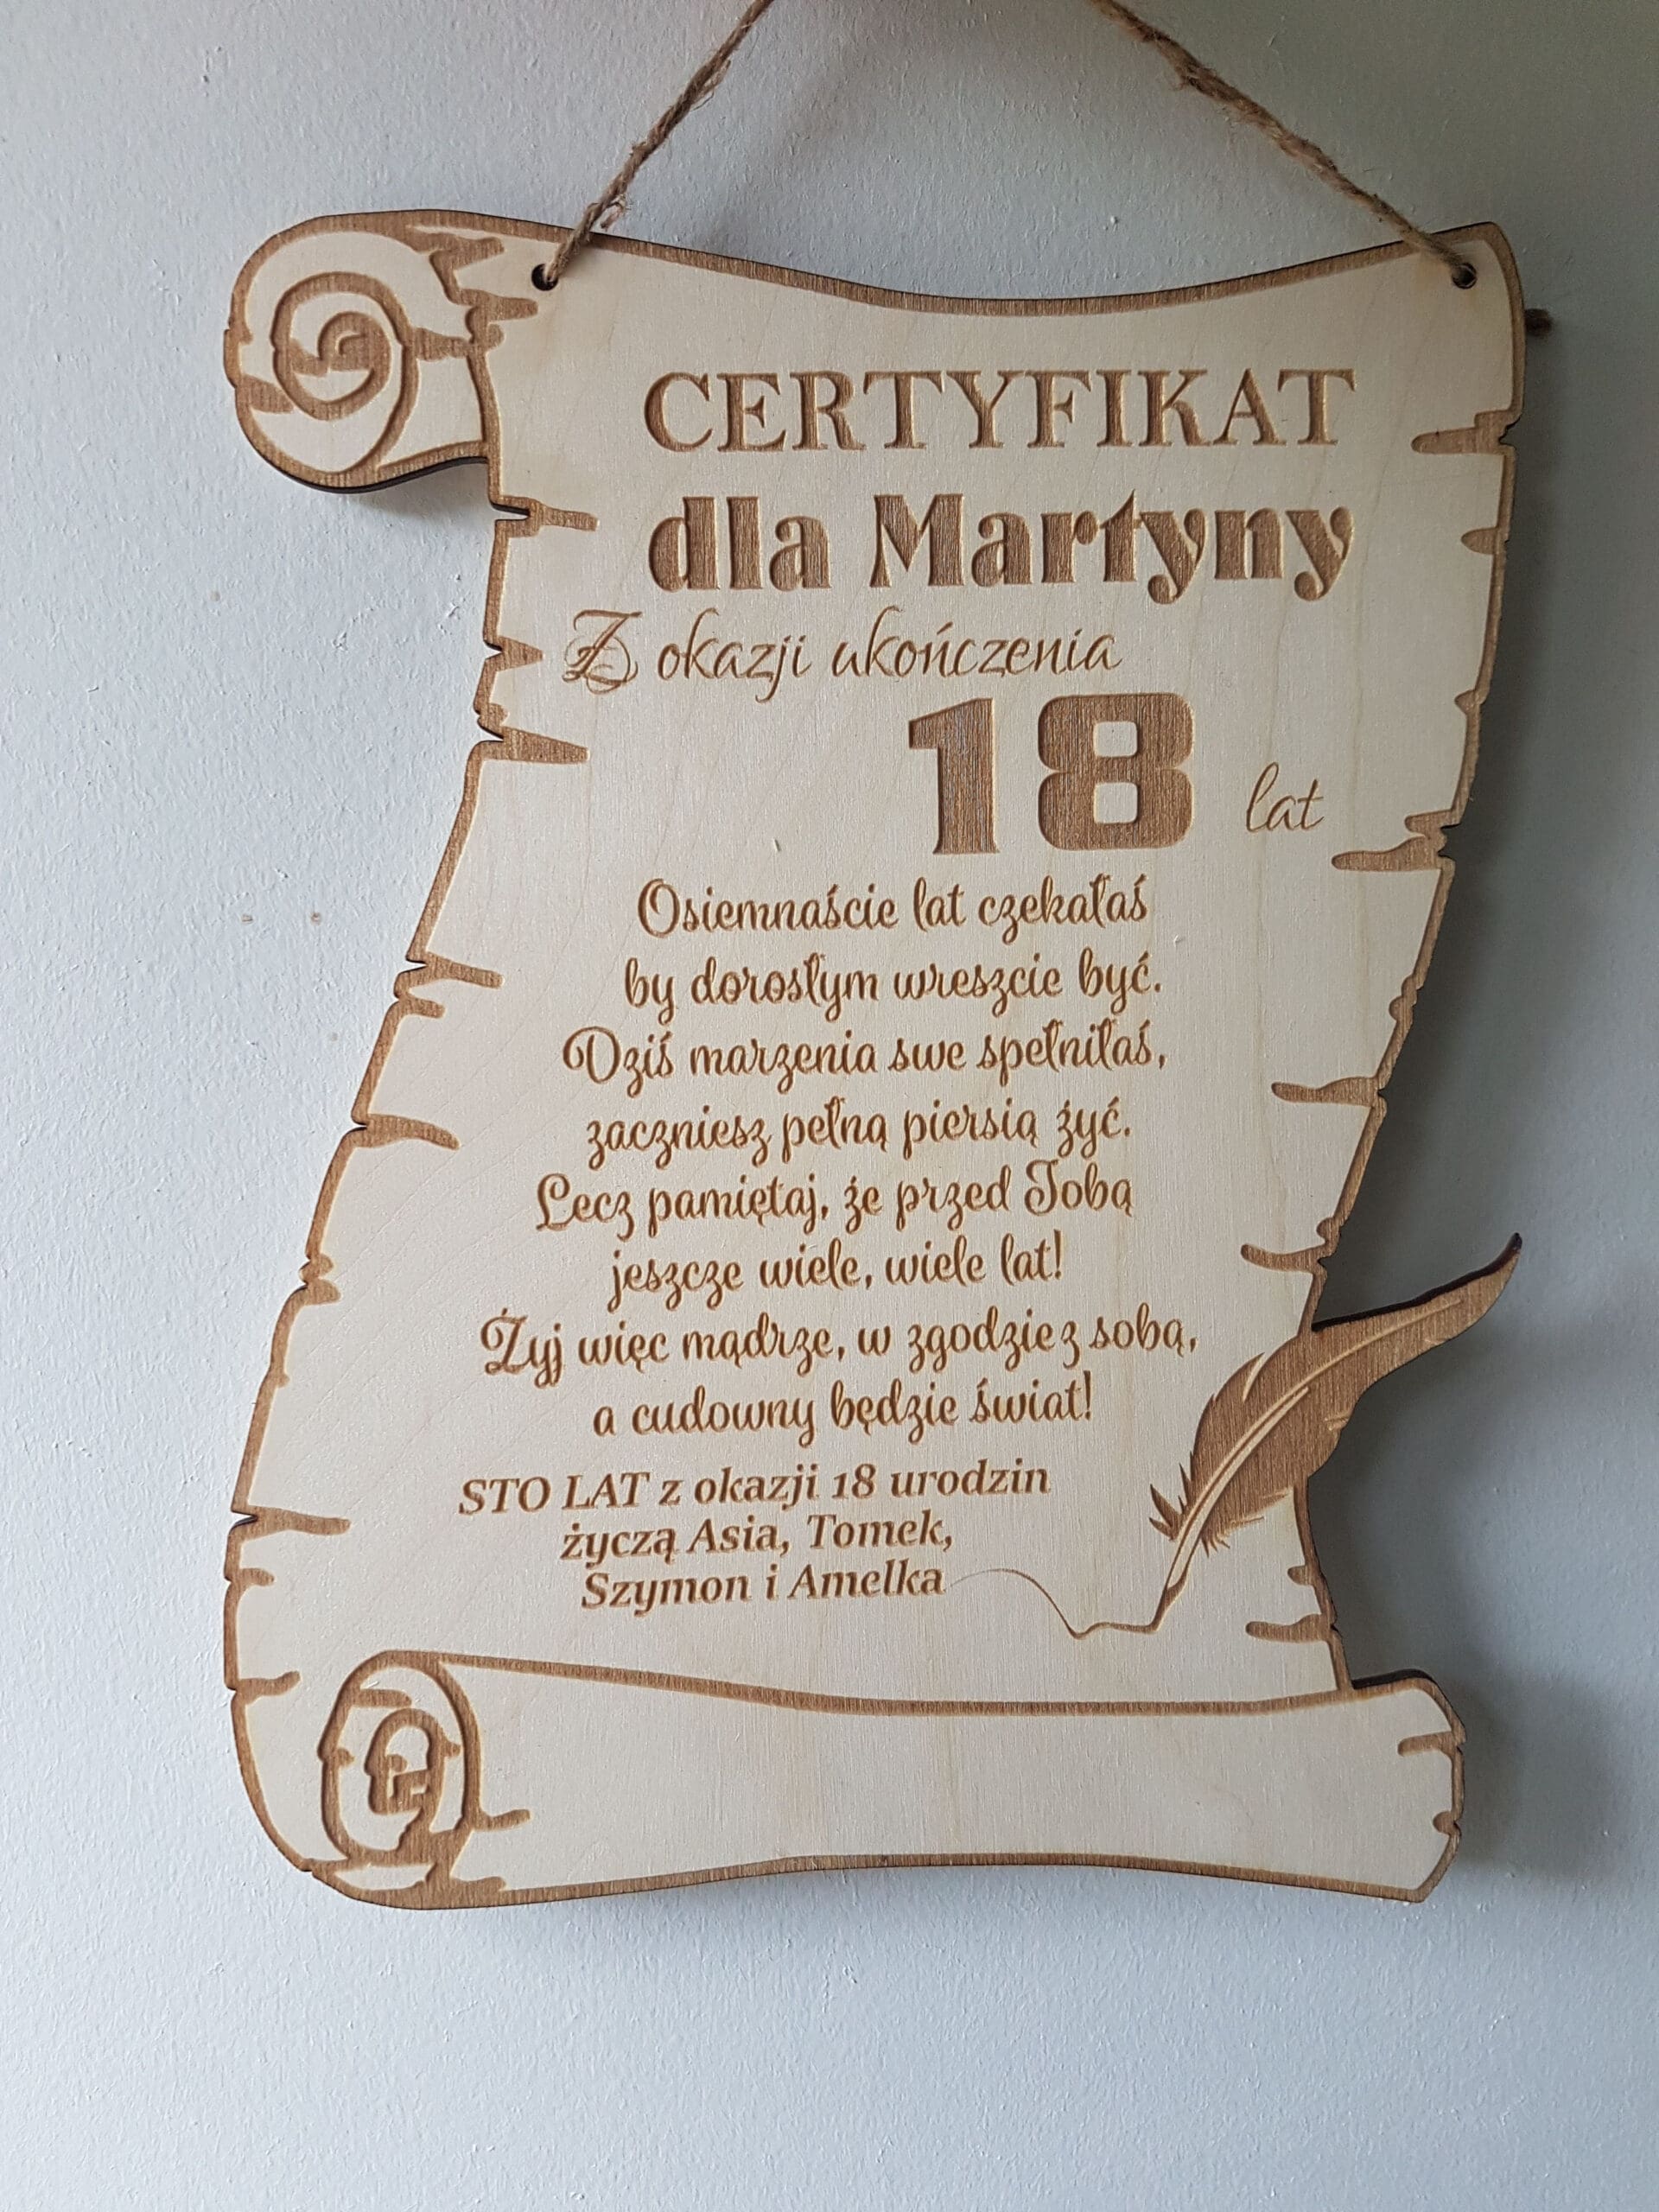 CERTYFIKAT
dla Martyny
Z okazji ukończenia
18 lat
Osiemnaście lat czekałaś
by dorosłym wreszcie być.
Dziś marzenia swe spełniłaś,
zaczniesz pełną piersią żyć.
Lecz pamiętaj, że przed Tobą
jeszcze wiele, wiele lat!
Żyj więc mądrze, w zgodzie z sobą,
a cudowny będzie świat!
STO LAT z okazji 18 urodzin
życzą Asia, Tomek,
Szymon i Amelka